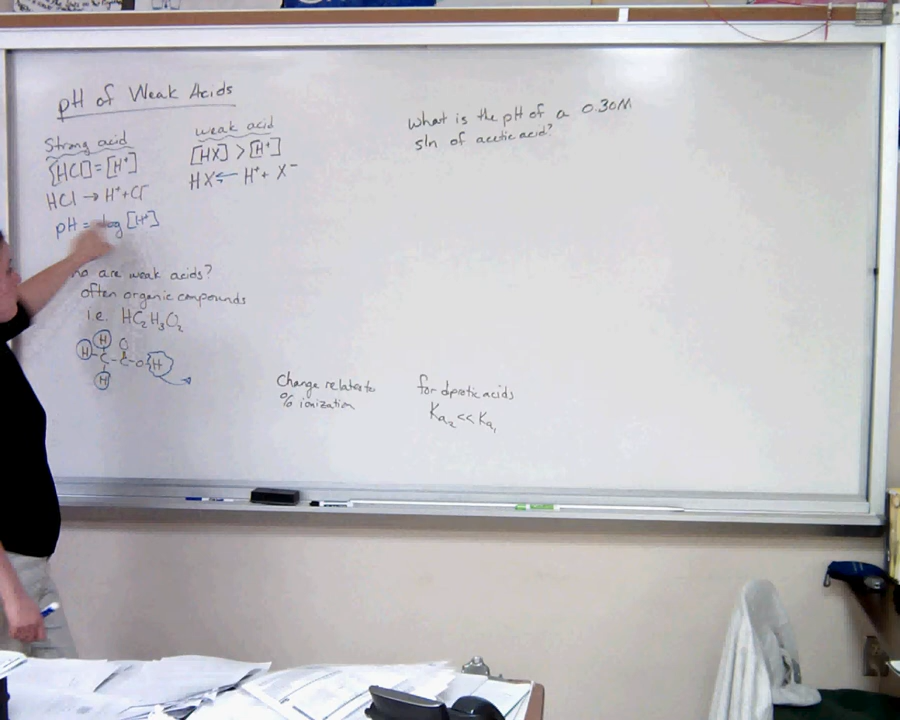 pH of Weak Acids
Strong acid
[HCl] = [H⁺]
HCl → H⁺ + Cl⁻
pH = -log [H⁺]
weak acid
[HX] > [H⁺]
HX ⇆ H⁺ + X⁻
are weak acids?
often organic compounds
i.e. HC₂H₃O₂
H O
H-C-C-O-H
H
What is the pH of a 0.30M
sln of acetic acid?
Change relates to
% ionization
for diprotic acids
Ka₂ << Ka₁